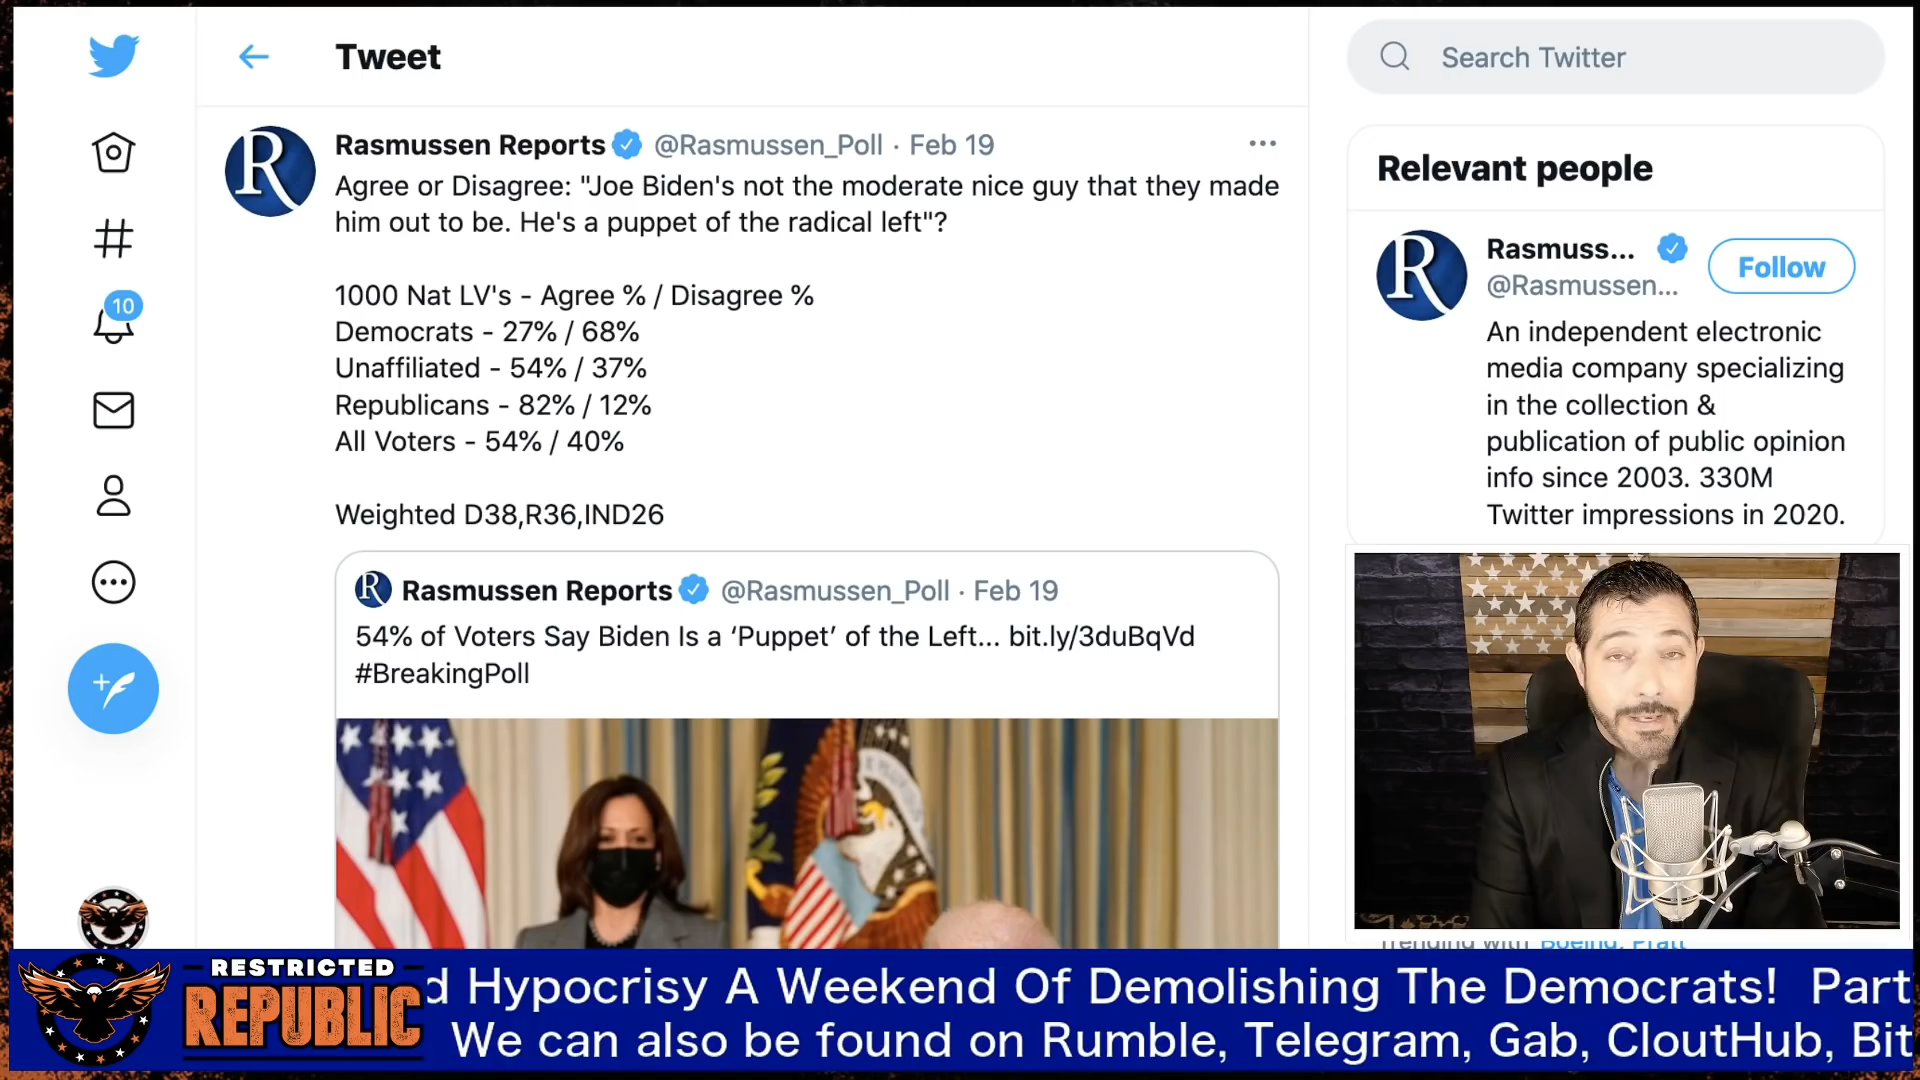 Tweet
Search Twitter
Rasmussen Reports @Rasmussen_Poll · Feb 19
Agree or Disagree: "Joe Biden's not the moderate nice guy that they made
him out to be. He's a puppet of the radical left"?
1000 Nat LV's - Agree % / Disagree %
Democrats - 27% / 68%
Unaffiliated - 54% / 37%
Republicans - 82% / 12%
All Voters - 54% / 40%
Weighted D38,R36,IND26
R
Rasmussen Reports @Rasmussen_Poll · Feb 19
54% of Voters Say Biden Is a ‘Puppet’ of the Left... bit.ly/3duBqVd
#BreakingPoll
R
10
Relevant people
R
Rasmuss...
@Rasmussen...
Follow
An independent electronic
media company specializing
in the collection &
publication of public opinion
info since 2003. 330M
Twitter impressions in 2020.
Trending with Boeing, Pratt
RESTRICTED
REPUBLIC
d Hypocrisy A Weekend Of Demolishing The Democrats! Part
We can also be found on Rumble, Telegram, Gab, CloutHub, Bit